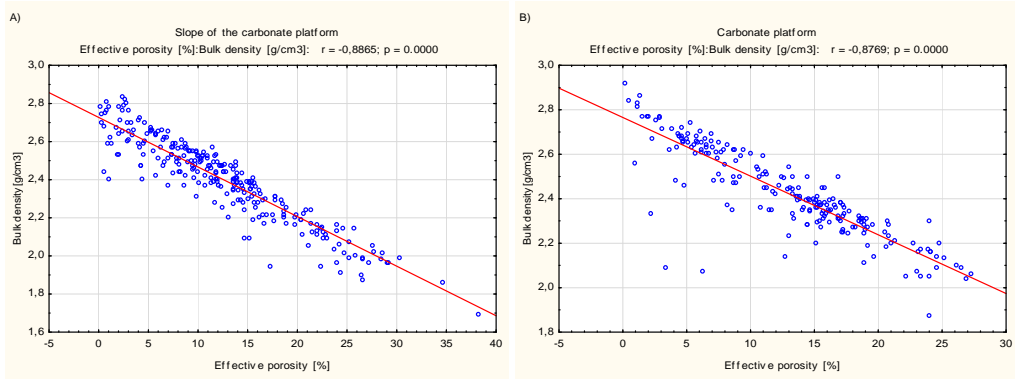 A)
Slope of the carbonate platform
Effective porosity [%]:Bulk density [g/cm3]: r = -0,8865; p = 0.0000
3,0
2,8
2,6
2,4
2,2
2,0
1,8
1,6
Bulk density [g/cm3]
-5 0 5 10 15 20 25 30 35 40
Effective porosity [%]
B)
Carbonate platform
Effective porosity [%]:Bulk density [g/cm3]: r = -0,8769; p = 0.0000
3,0
2,8
2,6
2,4
2,2
2,0
1,8
Bulk density [g/cm3]
-5 0 5 10 15 20 25 30
Effective porosity [%]